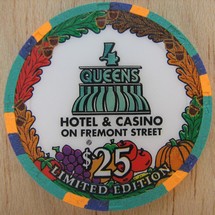 4
QUEENS
HOTEL & CASINO
ON FREMONT STREET
$25
LIMITED EDITION